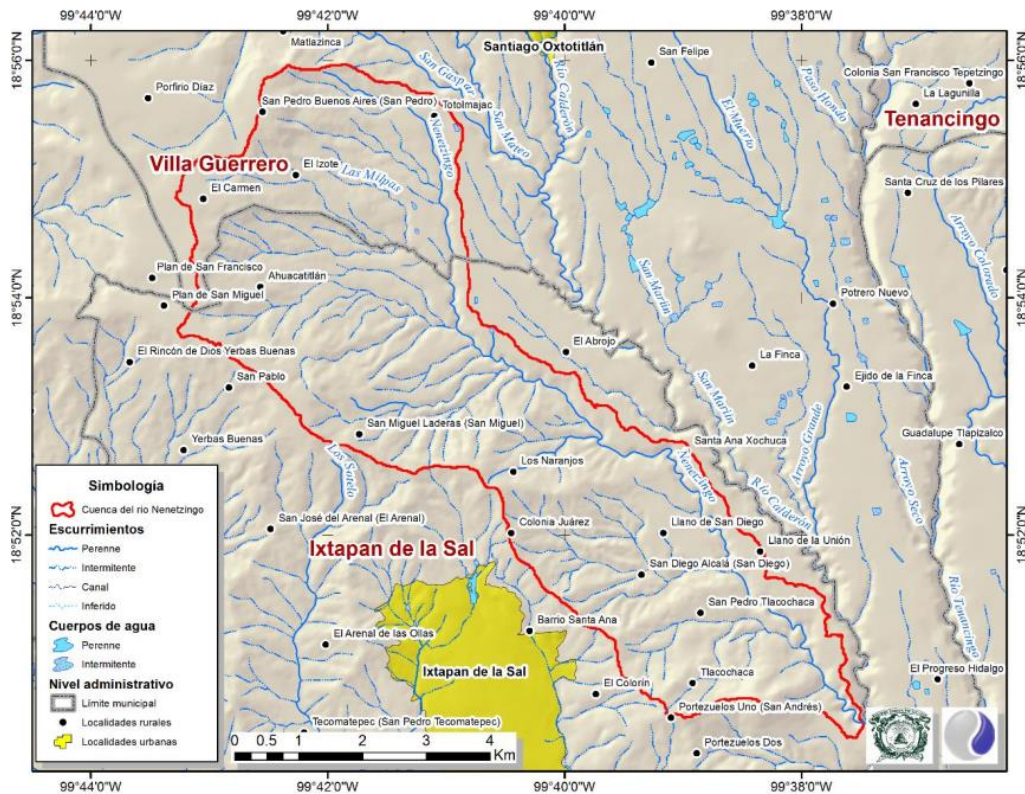 99°44'0"W 99°42'0"W 99°40'0"W 99°38'0"W
Matlazinca
Santiago Oxtotitlán
San Felipe
18°56'0"N
18°56'0"N
Colonia San Francisco Tepetzingo
La Lagunilla
Porfirio Díaz
San Gaspar
Río Calderón
Paso Hondo
San Pedro Buenos Aires (San Pedro)
Totolmajac
Tenancingo
Nenetzingo
San Mateo
El Muerto
Villa Guerrero
El Izote
Las Milpas
El Carmen
Santa Cruz de los Pilares
Arroyo Colorado
Plan de San Francisco
Ahuacatitlán
San Martín
Plan de San Miguel
18°54'0"N
18°54'0"N
Potrero Nuevo
El Rincón de Dios Yerbas Buenas
El Abrojo
La Finca
San Pablo
Ejido de la Finca
San Martín
San Miguel Laderas (San Miguel)
Santa Ana Xochuca
Arroyo Grande
Guadalupe Tlapizalco
Yerbas Buenas
Los Sotelo
Los Naranjos
Nenetzingo
Río Calderón
Arroyo Seco
San José del Arenal (El Arenal)
Colonia Juárez
Llano de San Diego
18°52'0"N
18°52'0"N
Ixtapan de la Sal
Llano de la Unión
San Diego Alcalá (San Diego)
San Pedro Tlacochaca
Río Tenancingo
Barrio Santa Ana
El Arenal de las Ollas
Ixtapan de la Sal
El Colorín
Tlacochaca
El Progreso Hidalgo
Portezuelos Uno (San Andrés)
Tecomatepec (San Pedro Tecomatepec)
Portezuelos Dos
0 0.5 1 2 3 4
Km
Simbología
Cuenca del rio Nenetzingo
Escurrimientos
Perenne
Intermitente
Canal
Inferido
Cuerpos de agua
Perenne
Intermitente
Nivel administrativo
Límite municipal
Localidades rurales
Localidades urbanas
99°44'0"W 99°42'0"W 99°40'0"W 99°38'0"W